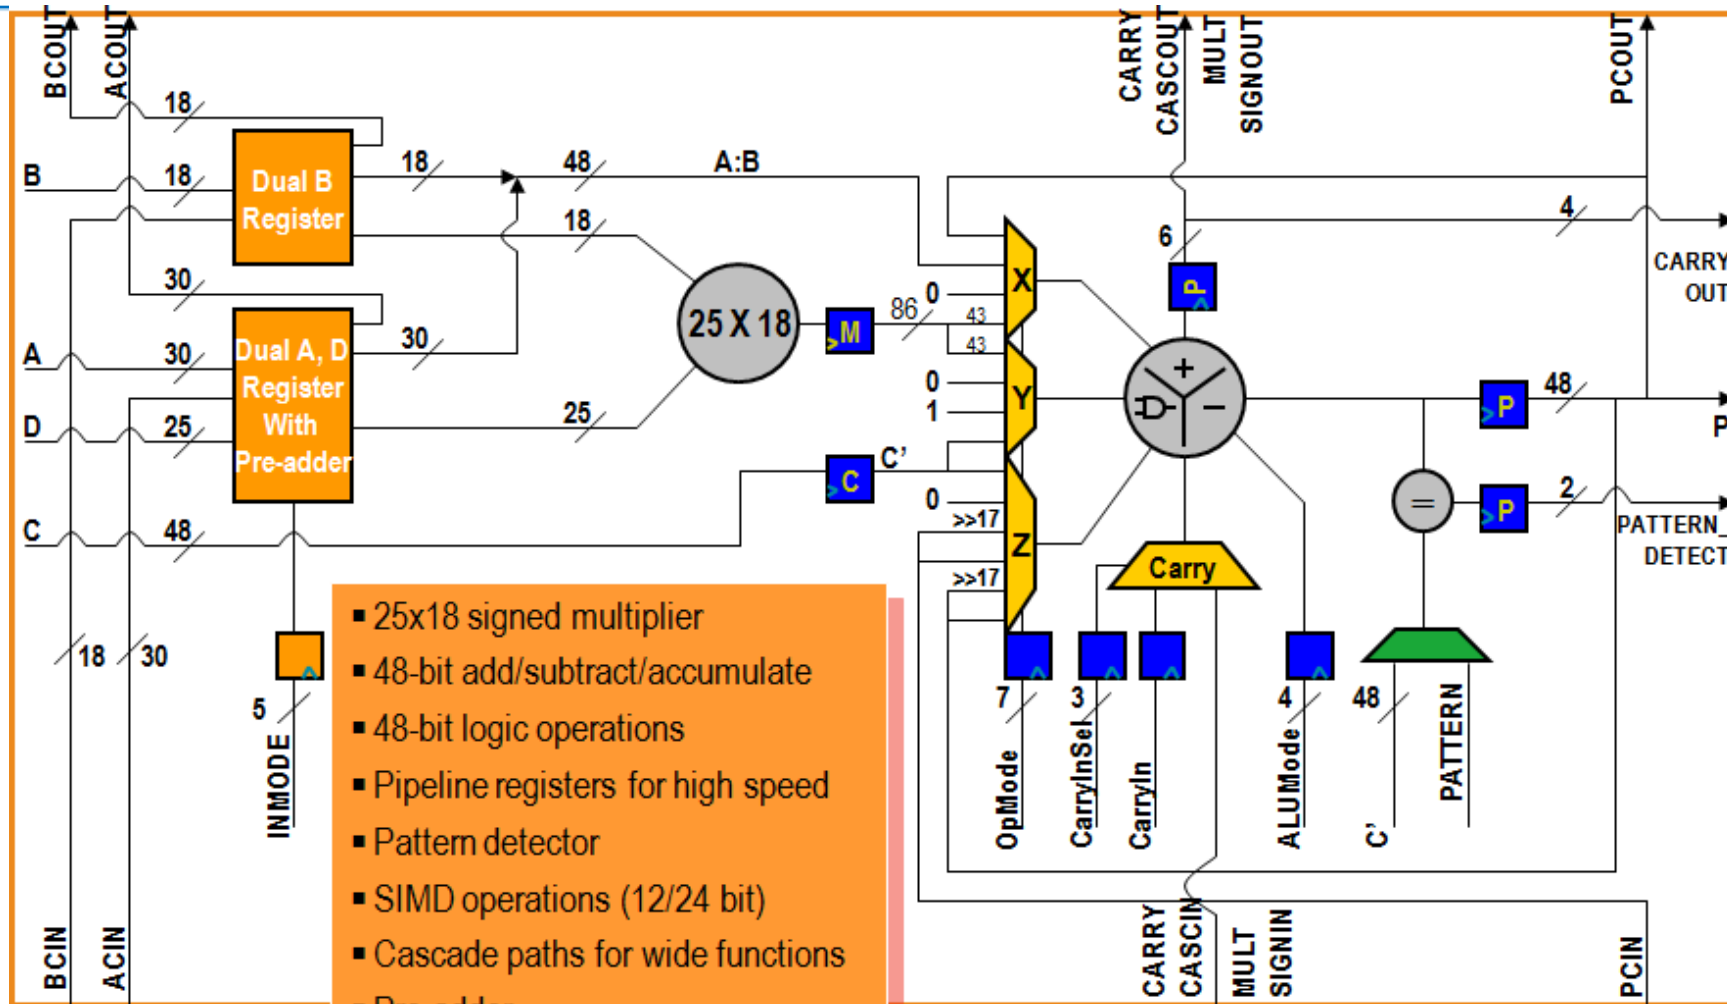 BCOUT
ACOUT
CARRY
CASCOUT
MULT
SIGNOUT
PCOUT
18
B
18
Dual B
Register
18
48
A:B
18
4
6
P
CARRY
OUT
30
A
30
Dual A, D
Register
With
Pre-adder
30
25 X 18
M
86
0
43
43
X
0
1
Y
+
−
P
48
P
D
25
25
C
C'
0
>>17
Z
>>17
=
P
2
PATTERN_
DETECT
C
48
Carry
18
30
5
INMODE
7
OpMode
3
CarryInSel
CarryIn
4
ALUMode
48
C'
PATTERN
▪ 25x18 signed multiplier
▪ 48-bit add/subtract/accumulate
▪ 48-bit logic operations
▪ Pipeline registers for high speed
▪ Pattern detector
▪ SIMD operations (12/24 bit)
▪ Cascade paths for wide functions
▪ Pre-adder
BCIN
ACIN
CARRY
CASCIN
MULT
SIGNIN
PCIN